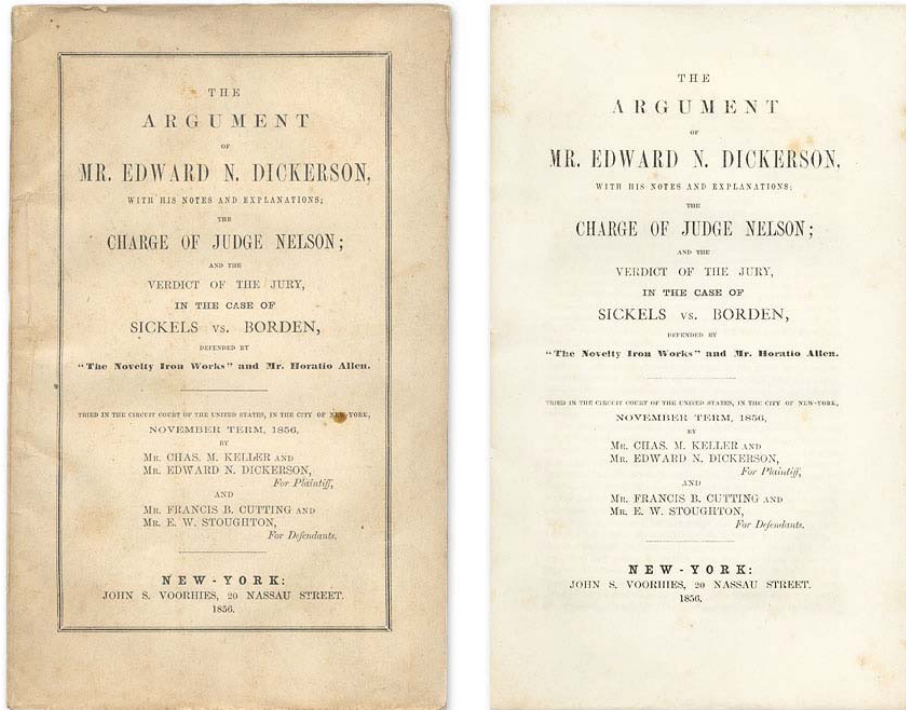 THE
ARGUMENT
OF
MR. EDWARD N. DICKERSON,
WITH HIS NOTES AND EXPLANATIONS;
THE
CHARGE OF JUDGE NELSON;
AND THE
VERDICT OF THE JURY,
IN THE CASE OF
SICKELS vs. BORDEN,
DEFENDED BY
"The Novelty Iron Works" and Mr. Horatio Allen.
TRIED IN THE CIRCUIT COURT OF THE UNITED STATES, IN THE CITY OF NEW-YORK,
NOVEMBER TERM, 1856,
BY
MR. CHAS. M. KELLER AND
MR. EDWARD N. DICKERSON,
For Plaintiff,
AND
MR. FRANCIS B. CUTTING AND
MR. E. W. STOUGHTON,
For Defendants.
NEW-YORK:
JOHN S. VOORHIES, 20 NASSAU STREET.
1856.
THE
ARGUMENT
OF
MR. EDWARD N. DICKERSON,
WITH HIS NOTES AND EXPLANATIONS;
THE
CHARGE OF JUDGE NELSON;
AND THE
VERDICT OF THE JURY,
IN THE CASE OF
SICKELS vs. BORDEN,
DEFENDED BY
"The Novelty Iron Works" and Mr. Horatio Allen.
TRIED IN THE CIRCUIT COURT OF THE UNITED STATES, IN THE CITY OF NEW-YORK,
NOVEMBER TERM, 1856,
BY
MR. CHAS. M. KELLER AND
MR. EDWARD N. DICKERSON,
For Plaintiff,
AND
MR. FRANCIS B. CUTTING AND
MR. E. W. STOUGHTON,
For Defendants.
NEW-YORK:
JOHN S. VOORHIES, 20 NASSAU STREET.
1856.